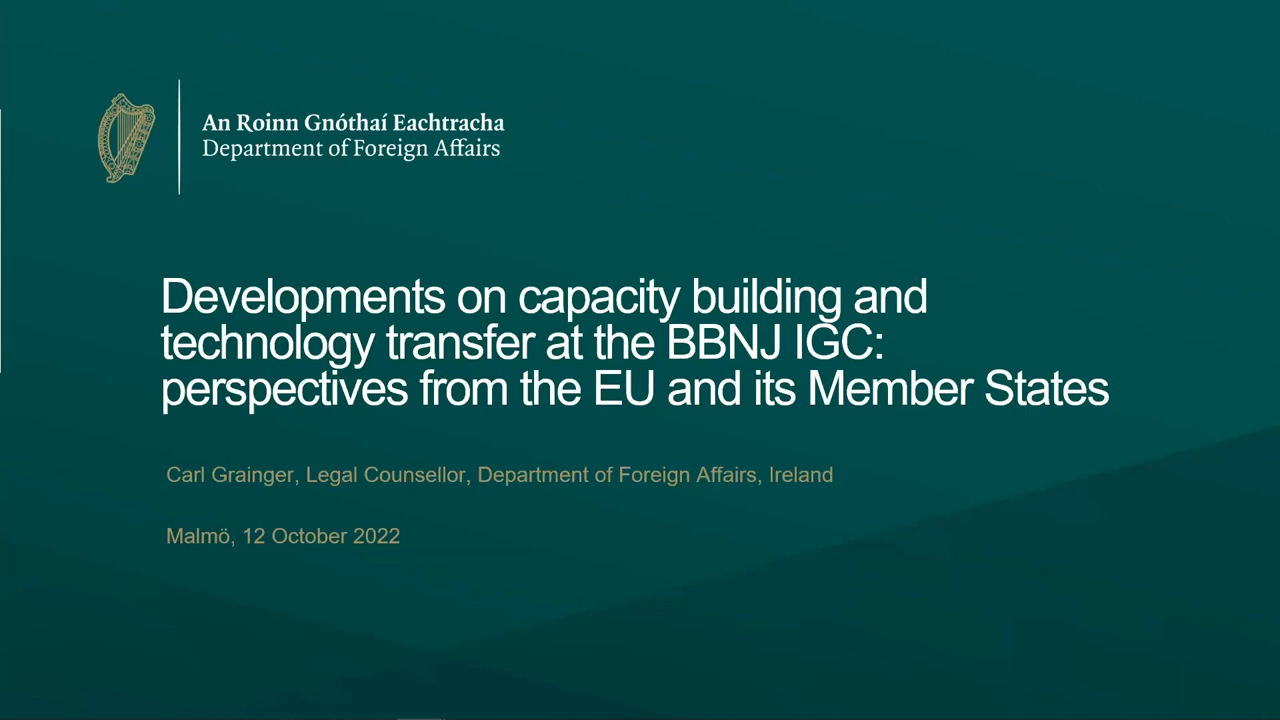 An Roinn Gnóthaí Eachtracha
Department of Foreign Affairs
Developments on capacity building and
technology transfer at the BBNJ IGC:
perspectives from the EU and its Member States
Carl Grainger, Legal Counsellor, Department of Foreign Affairs, Ireland
Malmö, 12 October 2022